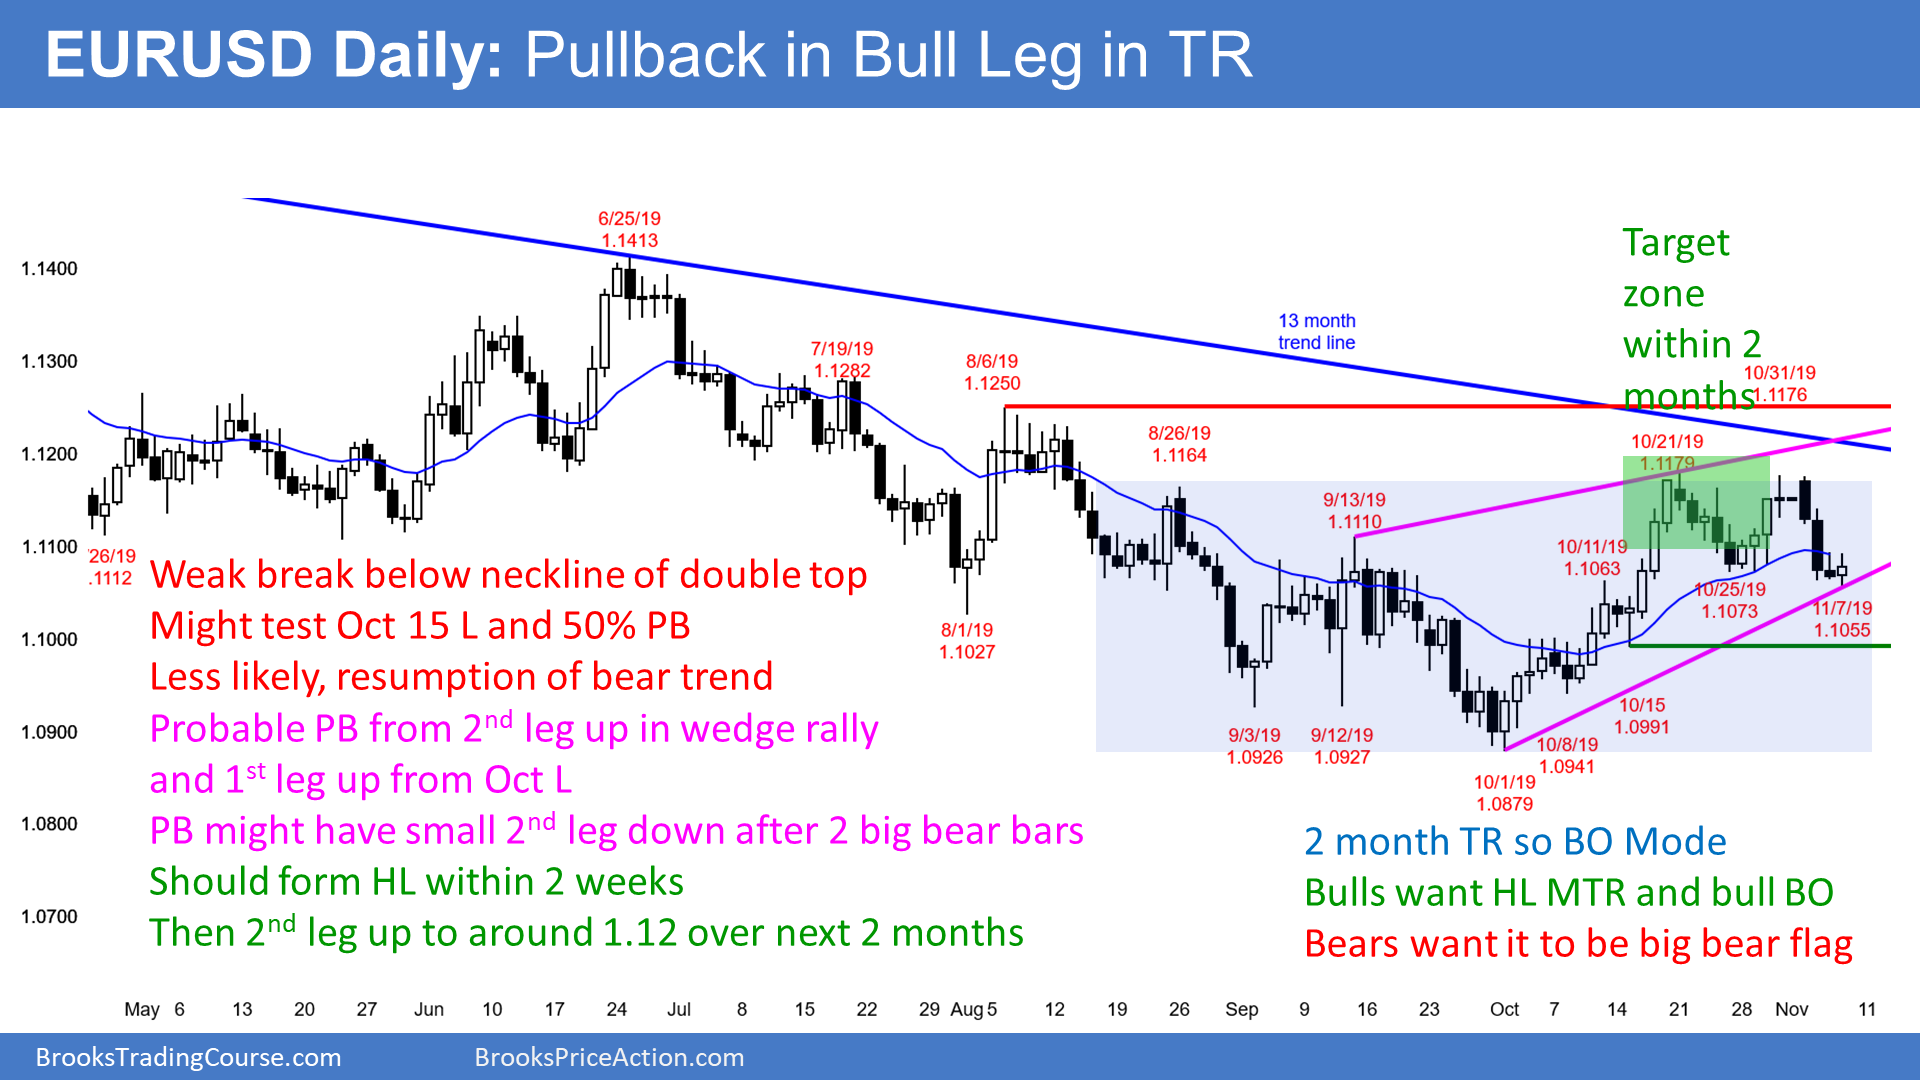 EURUSD Daily: Pullback in Bull Leg in TR
Target
zone
within 2
months
6/25/19
1.1413
1.1400
13 month
trend line
1.1300
7/19/19
1.1282
8/6/19
1.1250
10/31/19
1.1176
8/26/19
1.1164
10/21/19
1.1179
1.1200
9/13/19
1.1110
1.1100
26/19
.1112
10/11/19
1.1063
10/25/19
1.1073
11/7/19
1.1055
8/1/19
1.1027
1.1000
10/15
1.0991
1.0900
9/3/19
1.0926
9/12/19
1.0927
10/8/19
1.0941
10/1/19
1.0879
1.0800
1.0700
Weak break below neckline of double top
Might test Oct 15 L and 50% PB
Less likely, resumption of bear trend
Probable PB from 2nd leg up in wedge rally
and 1st leg up from Oct L
PB might have small 2nd leg down after 2 big bear bars
Should form HL within 2 weeks
Then 2nd leg up to around 1.12 over next 2 months
2 month TR so BO Mode
Bulls want HL MTR and bull BO
Bears want it to be big bear flag
May 6 13 20 27 Jun 10 17 24 Jul 8 15 22 29 Aug 5 12 19 26 Sep 9 16 23 Oct 7 14 21 28 Nov 11
BrooksTradingCourse.com BrooksPriceAction.com